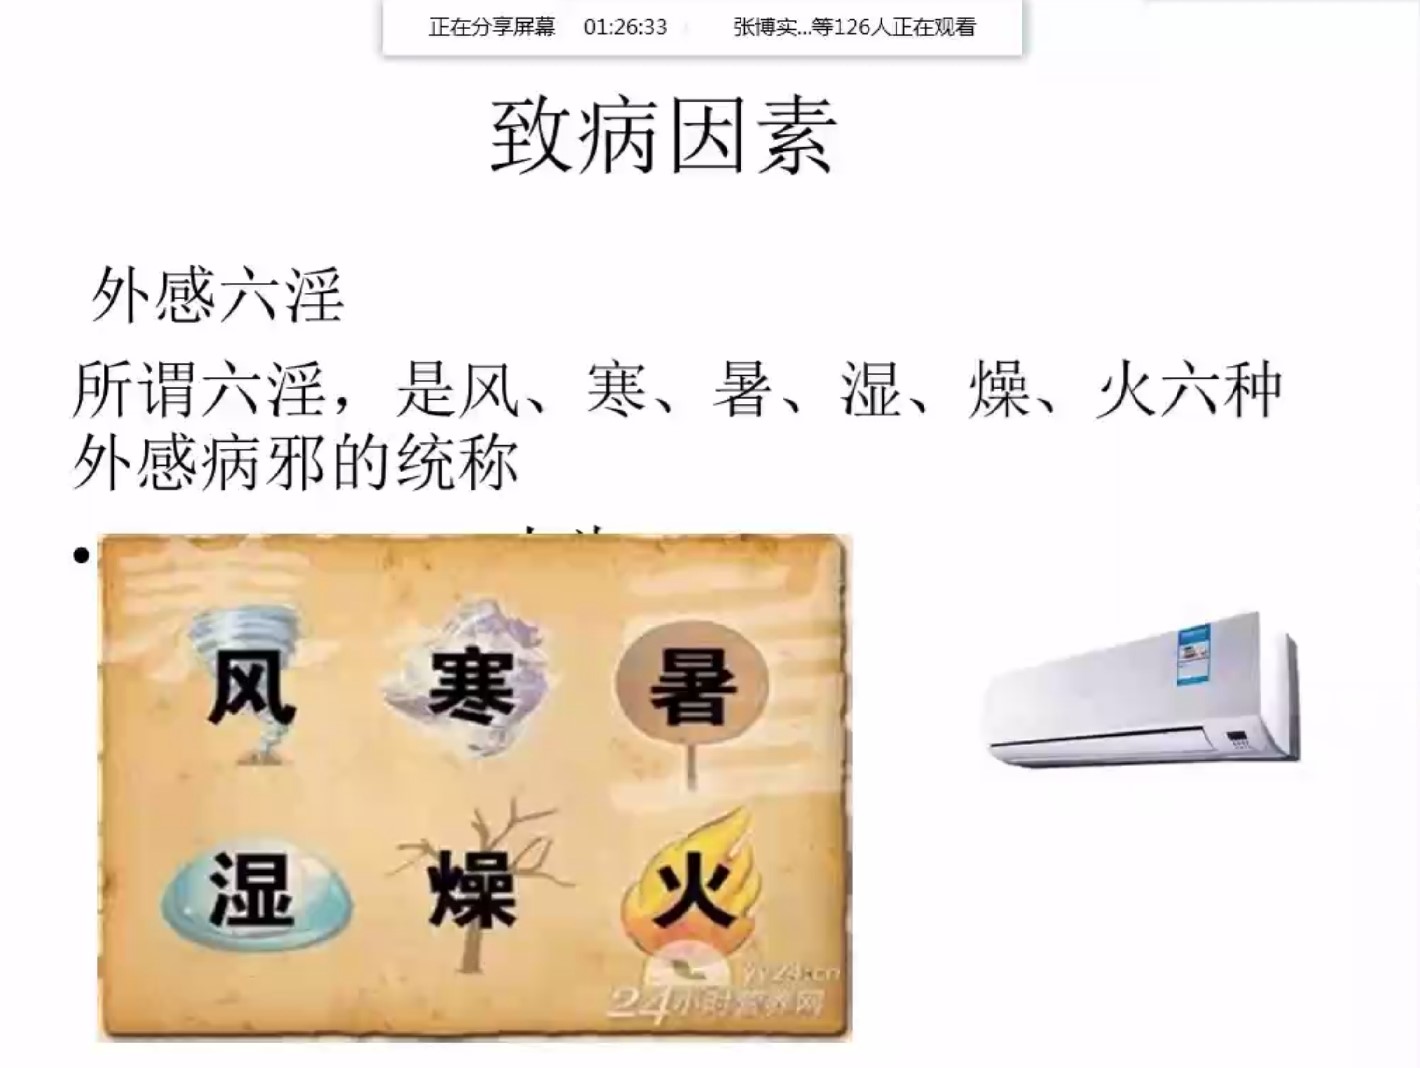 正在分享屏幕 01:26:33 张博实...等126人正在观看
致病因素
外感六淫
所谓六淫，是风、寒、暑、湿、燥、火六种
外感病邪的统称
风 寒 暑
湿 燥 火
yy24.cn
24小时营养网